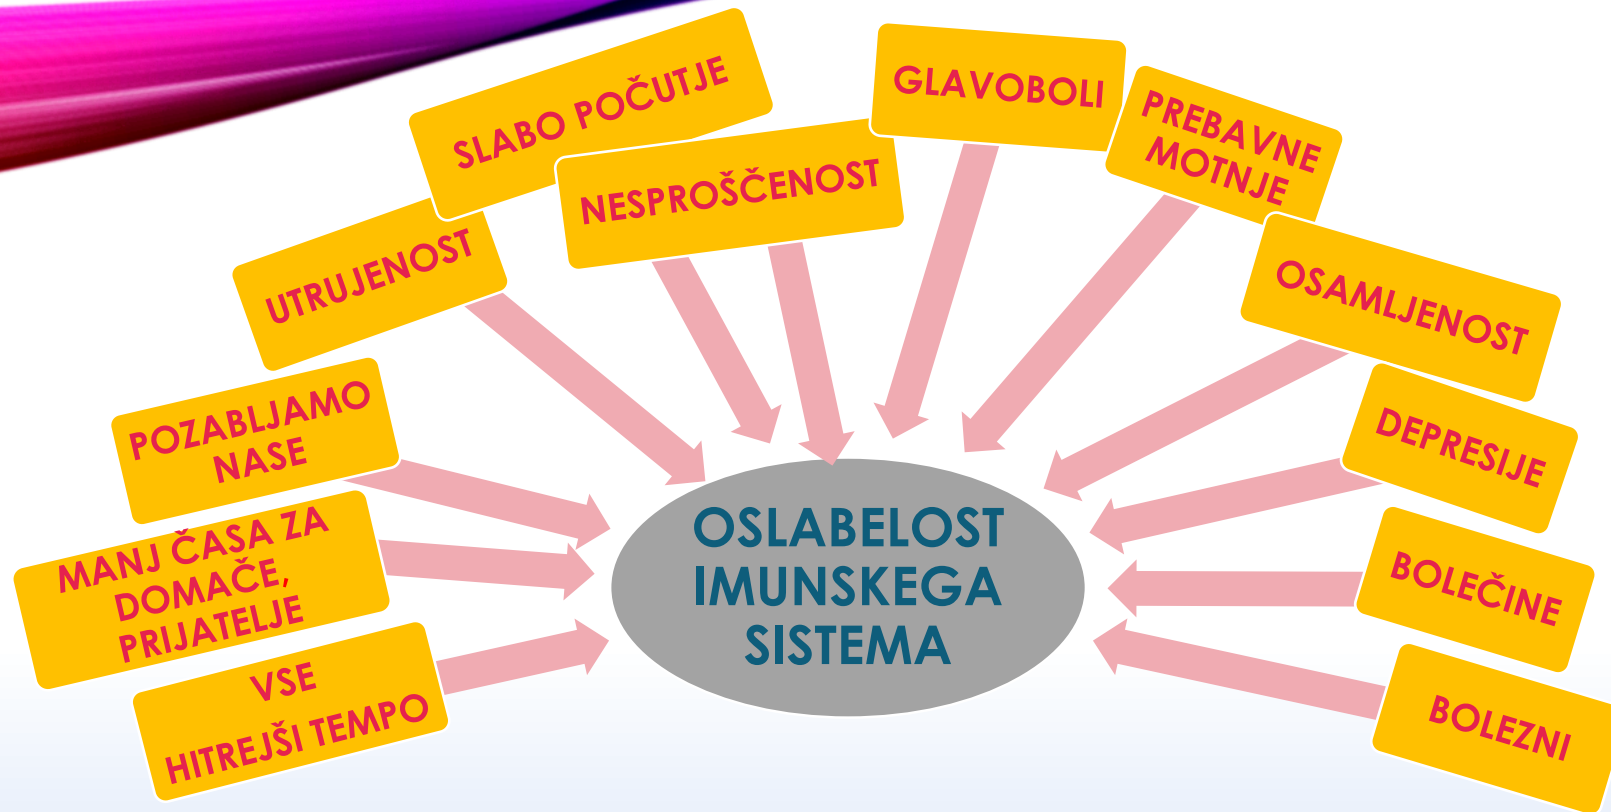 SLABO POČUTJE
GLAVOBOLI
PREBAVNE
MOTNJE
NESPROŠČENOST
UTRUJENOST
OSAMLJENOST
POZABLJAMO
NASE
DEPRESIJE
MANJ ČASA ZA
DOMAČE,
PRIJATELJE
OSLABELOST
IMUNSKEGA
SISTEMA
BOLEČINE
VSE
HITREJŠI TEMPO
BOLEZNI